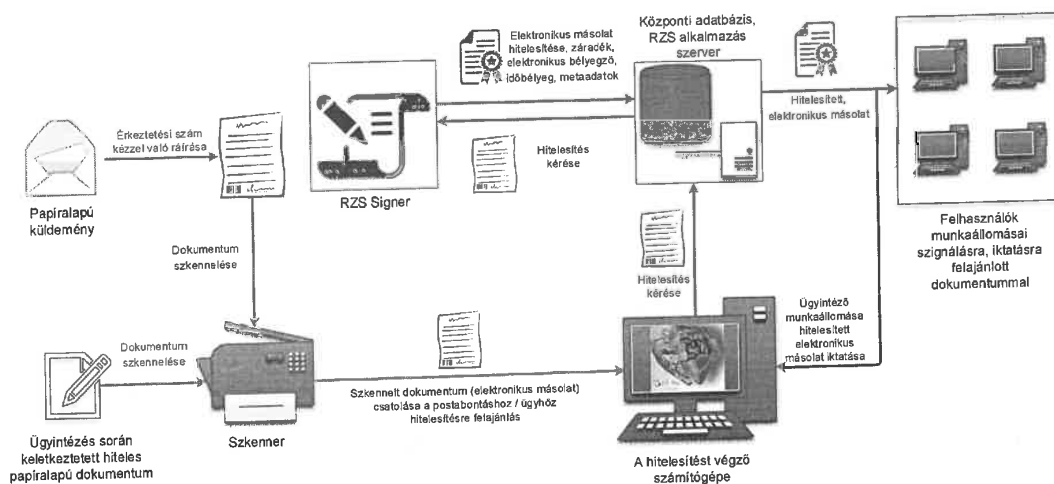 Elektronikus másolat
hitelesítése, záradék,
elektronikus bélyegző,
időbélyeg, metaadatok
Központi adatbázis,
RZS alkalmazás
szerver
Hitelesített,
elektronikus másolat
Érkeztetési szám
kézzel való ráírása
Hitelesítés
kérése
RZS Signer
Papíralapú
küldemény
Felhasználók
munkaállomásai
szignálásra, iktatásra
felajánlott
dokumentummal
Dokumentum
szkennelése
Hitelesítés
kérése
Ügyintéző
munkaállomása
hitelesített
elektronikus
másolat iktatása
Dokumentum
szkennelése
Szkennelt dokumentum (elektronikus másolat)
csatolása a postabontáshoz / ügyhöz
hitelesítésre felajánlás
Szkenner
Ügyintézés során
keletkeztetett hiteles
papíralapú dokumentum
A hitelesítést végző
számítógépe